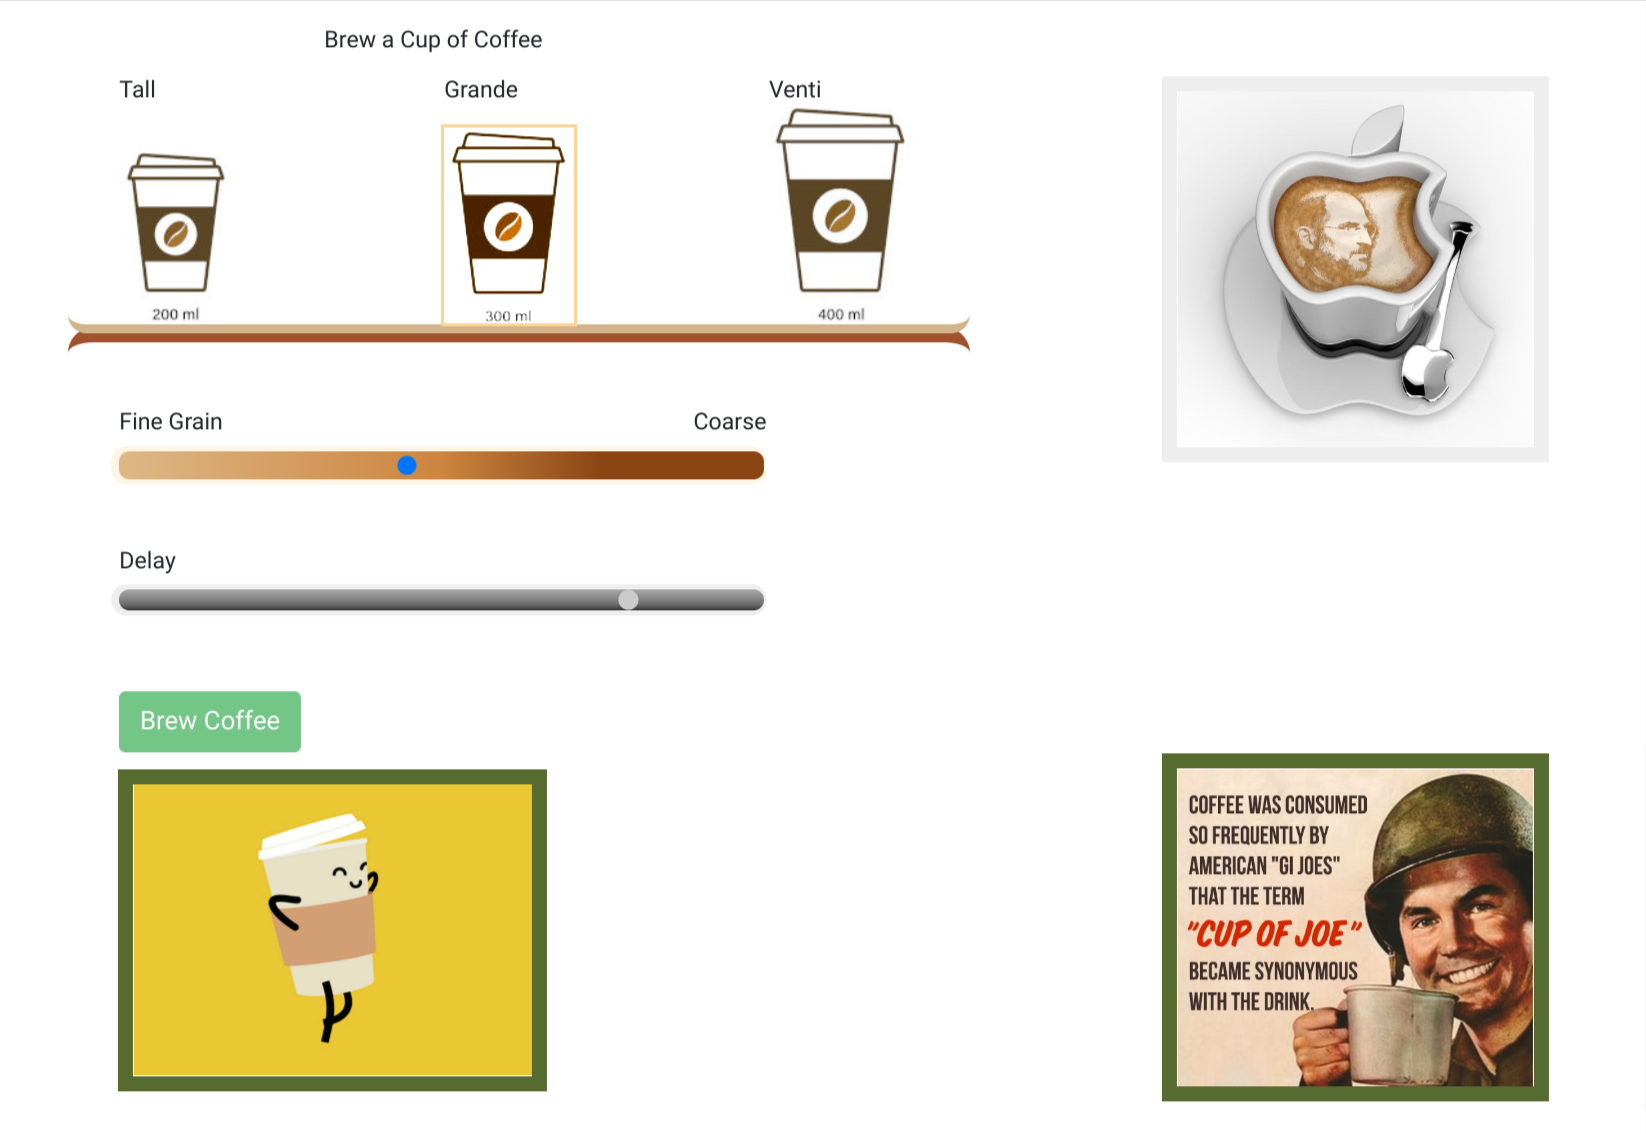 Brew a Cup of Coffee
Tall Grande Venti
200 ml 300 ml 400 ml
Fine Grain Coarse
Delay
Brew Coffee
COFFEE WAS CONSUMED
SO FREQUENTLY BY
AMERICAN "GI JOES"
THAT THE TERM
"CUP OF JOE"
BECAME SYNONYMOUS
WITH THE DRINK.